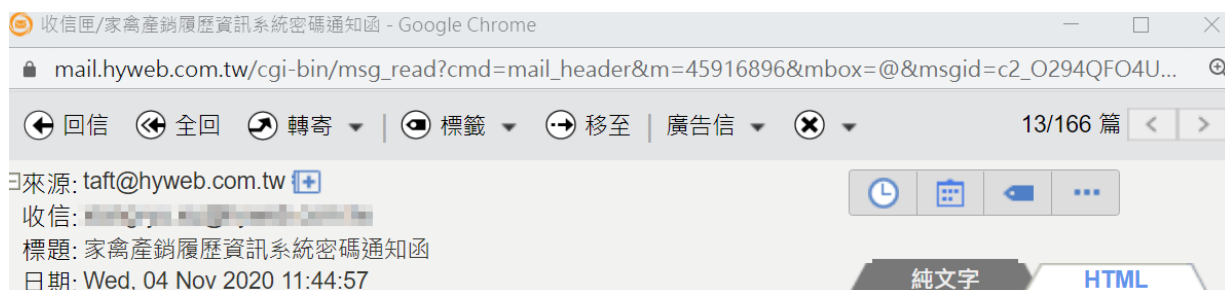 收信匣/家禽產銷履歷資訊系統密碼通知函 - Google Chrome
mail.hyweb.com.tw/cgi-bin/msg_read?cmd=mail_header&m=45916896&mbox=@&msgid=c2_O294QFO4U...
回信 全回 轉寄 標籤 移至 廣告信 13/166 篇
來源: taft@hyweb.com.tw
收信:
標題: 家禽產銷履歷資訊系統密碼通知函
日期: Wed, 04 Nov 2020 11:44:57
純文字 HTML